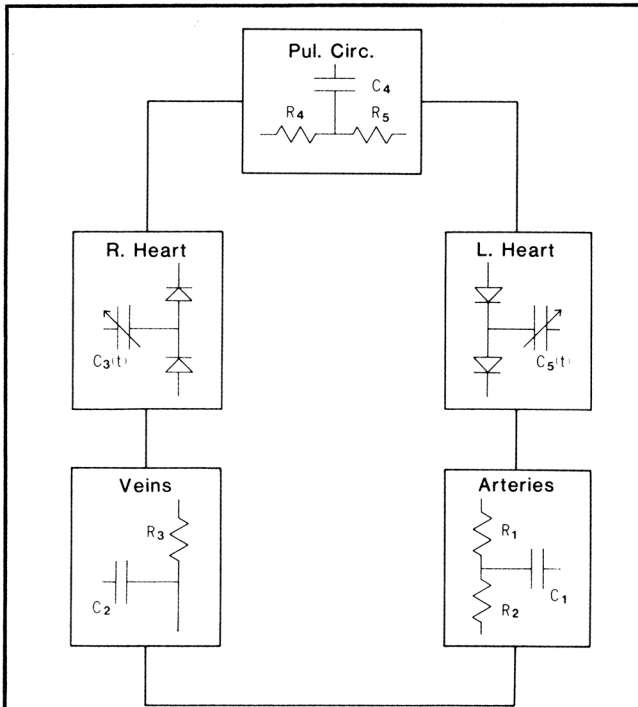 Pul. Circ.
C4
R4 R5
R. Heart
C3(t)
L. Heart
C5(t)
Veins
R3
C2
Arteries
R1
C1
R2